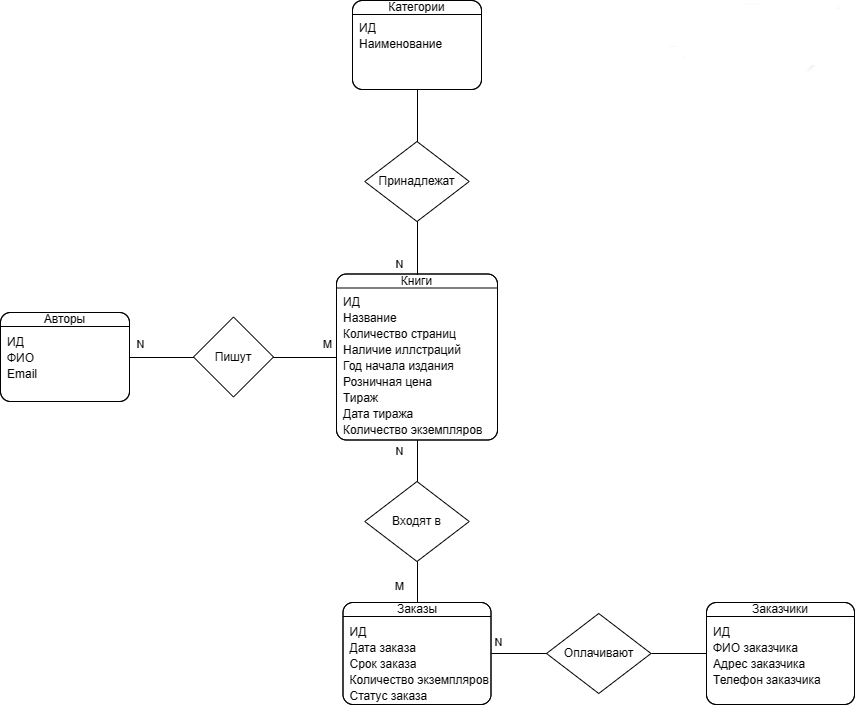 Категории
ИД
Наименование
Принадлежат
N
Книги
ИД
Название
Количество страниц
Наличие иллстраций
Год начала издания
Розничная цена
Тираж
Дата тиража
Количество экземпляров
Авторы
ИД
ФИО
Email
N
Пишут
M
N
Входят в
M
Заказы
ИД
Дата заказа
Срок заказа
Количество экземпляров
Статус заказа
N
Оплачивают
Заказчики
ИД
ФИО заказчика
Адрес заказчика
Телефон заказчика